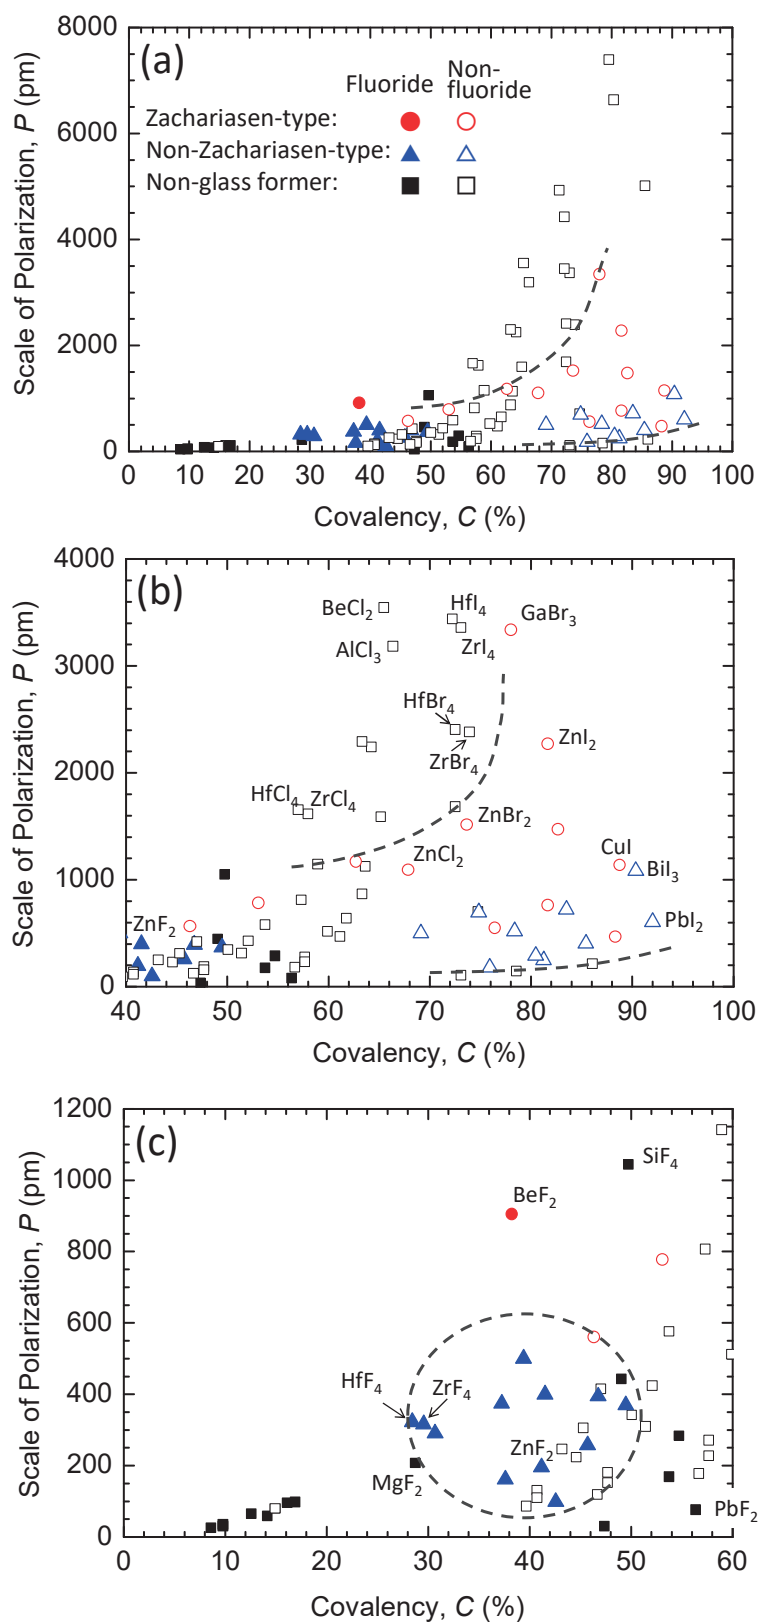 (a)
Fluoride
Non-
fluoride
Zachariasen-type:
Non-Zachariasen-type:
Non-glass former:
Scale of Polarization, P (pm)
8000
6000
4000
2000
0
0 10 20 30 40 50 60 70 80 90 100
Covalency, C (%)
(b)
Scale of Polarization, P (pm)
4000
3000
2000
1000
0
BeCl₂
HfI₄
GaBr₃
AlCl₃
ZrI₄
HfBr₄
ZrBr₄
ZnI₂
HfCl₄
ZrCl₄
ZnBr₂
ZnCl₂
CuI
BiI₃
PbI₂
ZnF₂
40 50 60 70 80 90 100
Covalency, C (%)
(c)
Scale of Polarization, P (pm)
1200
1000
800
600
400
200
0
SiF₄
BeF₂
HfF₄
ZrF₄
ZnF₂
MgF₂
PbF₂
0 10 20 30 40 50 60
Covalency, C (%)